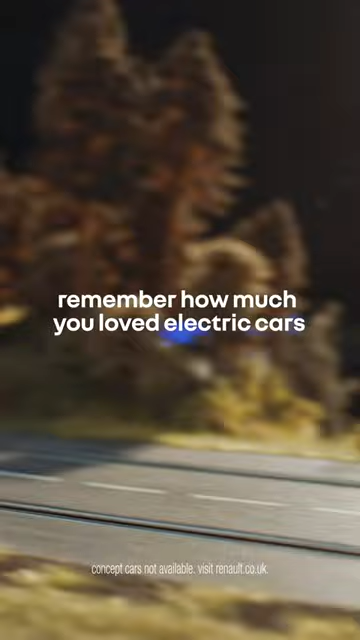 remember how much
you loved electric cars
concept cars not available. visit renault.co.uk.